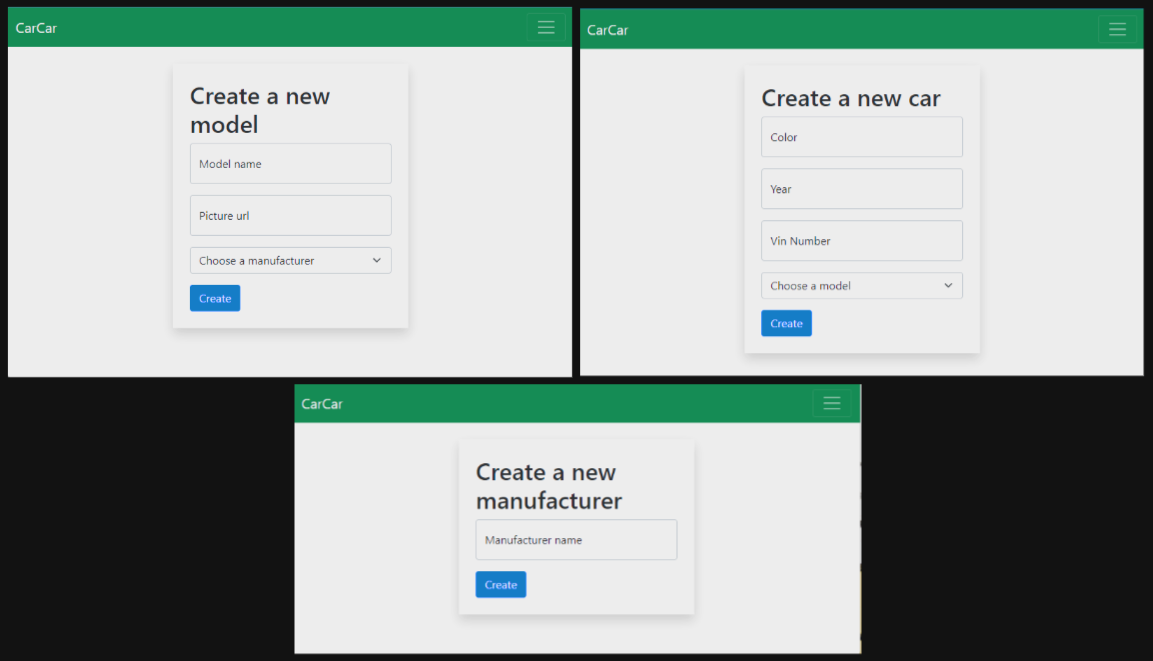 CarCar
Create a new
model
Model name
Picture url
Choose a manufacturer
Create
CarCar
Create a new car
Color
Year
Vin Number
Choose a model
Create
CarCar
Create a new
manufacturer
Manufacturer name
Create